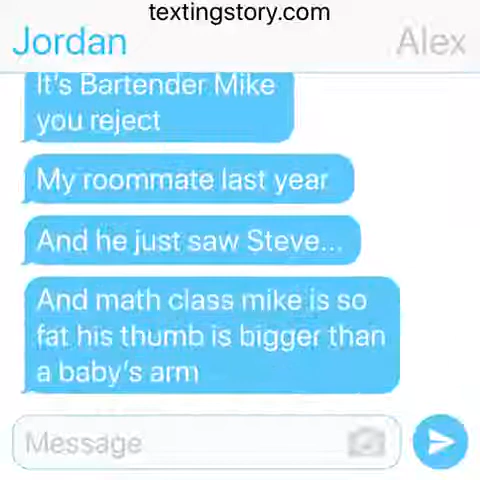 textingstory.com
Jordan
Alex
It's Bartender Mike
you reject
My roommate last year
And he just saw Steve...
And math class mike is so
fat his thumb is bigger than
a baby's arm
Message